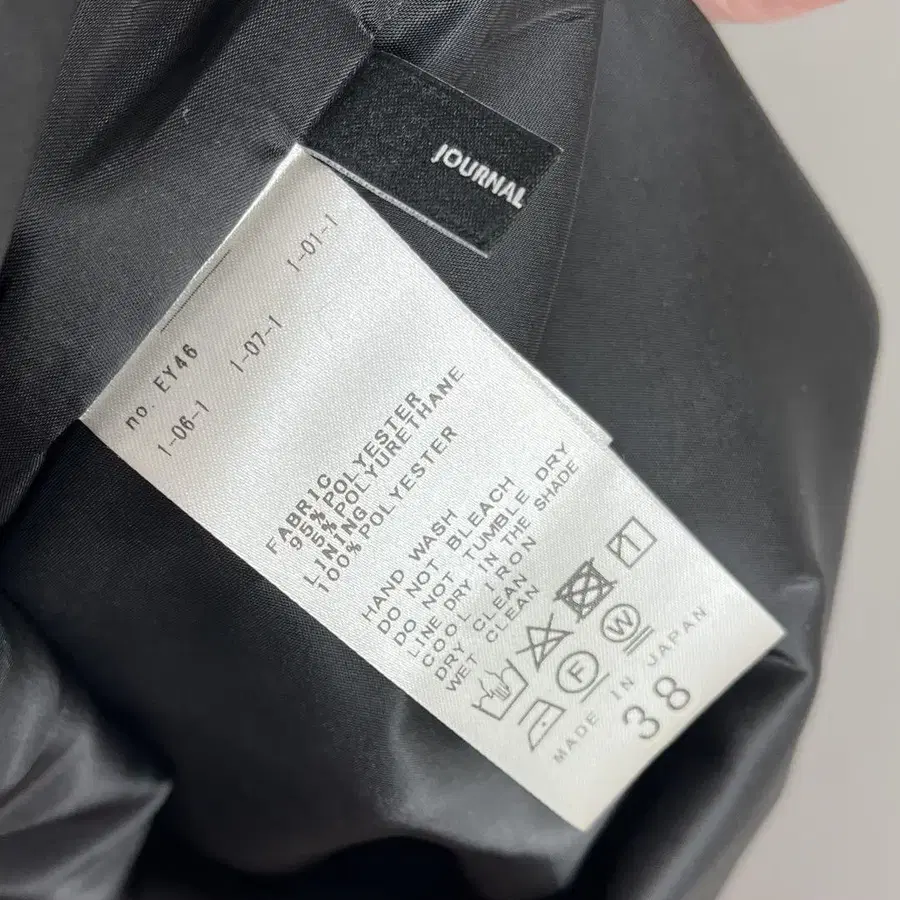 JOURNAL
1-01-1
no. EY46
1-07-1
1-06-1
FABRIC
95% POLYESTER
5% POLYURETHANE
LINING
100% POLYESTER
HAND WASH
DO NOT BLEACH
DO NOT TUMBLE DRY
LINE DRY IN THE SHADE
COOL IRON
DRY CLEAN
WET CLEAN
F
W
MADE IN JAPAN
38